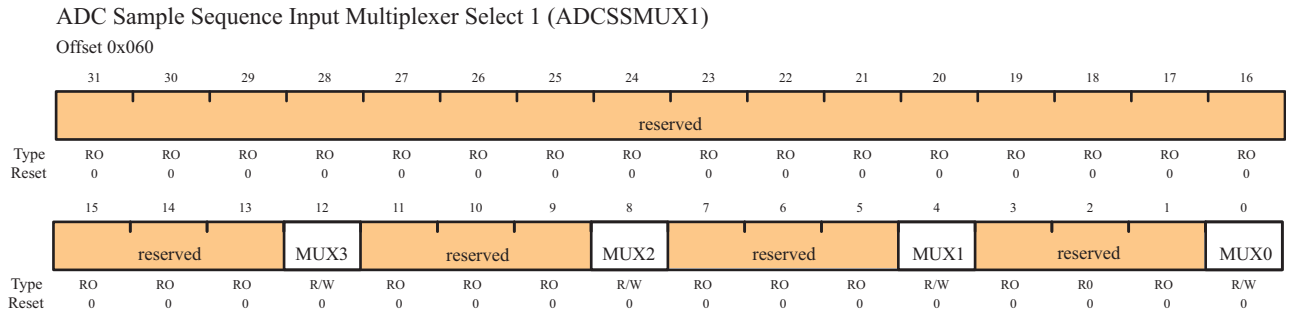 ADC Sample Sequence Input Multiplexer Select 1 (ADCSSMUX1)
Offset 0x060
31 30 29 28 27 26 25 24 23 22 21 20 19 18 17 16
reserved
Type RO RO RO RO RO RO RO RO RO RO RO RO RO RO RO RO
Reset 0 0 0 0 0 0 0 0 0 0 0 0 0 0 0 0
15 14 13 12 11 10 9 8 7 6 5 4 3 2 1 0
reserved MUX3 reserved MUX2 reserved MUX1 reserved MUX0
Type RO RO RO R/W RO RO RO R/W RO RO RO R/W RO R0 RO R/W
Reset 0 0 0 0 0 0 0 0 0 0 0 0 0 0 0 0